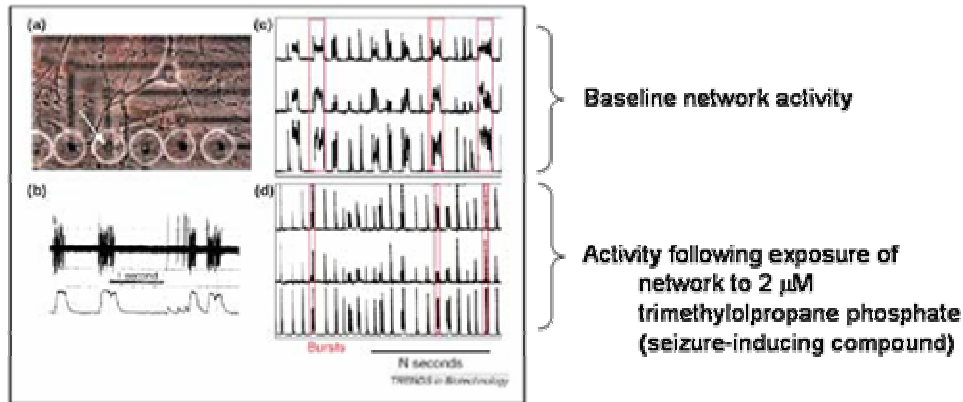 (a)
(c)
Baseline network activity
(b)
1 second
(d)
Activity following exposure of
network to 2 µM
trimethylolpropane phosphate
(seizure-inducing compound)
Bursts
N seconds
TRENDS in Biotechnology